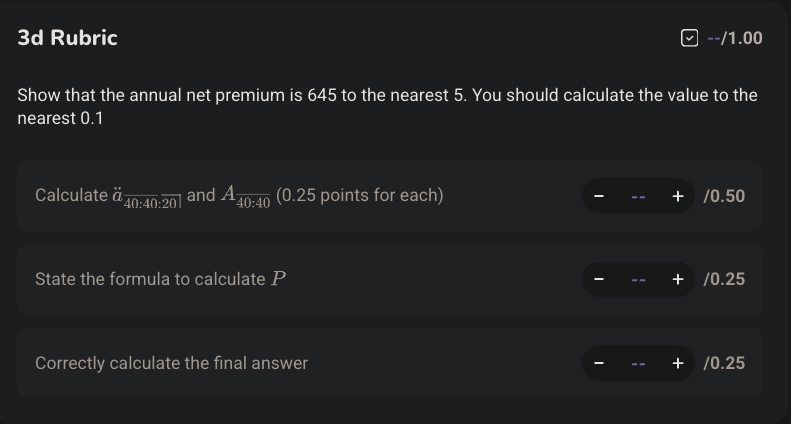 3d Rubric
--/1.00
Show that the annual net premium is 645 to the nearest 5. You should calculate the value to the
nearest 0.1
Calculate $\ddot{a}_{\overline{40:40}:\overline{20|}}$ and $A_{\overline{40:40}}$ (0.25 points for each)
− -- + /0.50
State the formula to calculate $P$
− -- + /0.25
Correctly calculate the final answer
− -- + /0.25